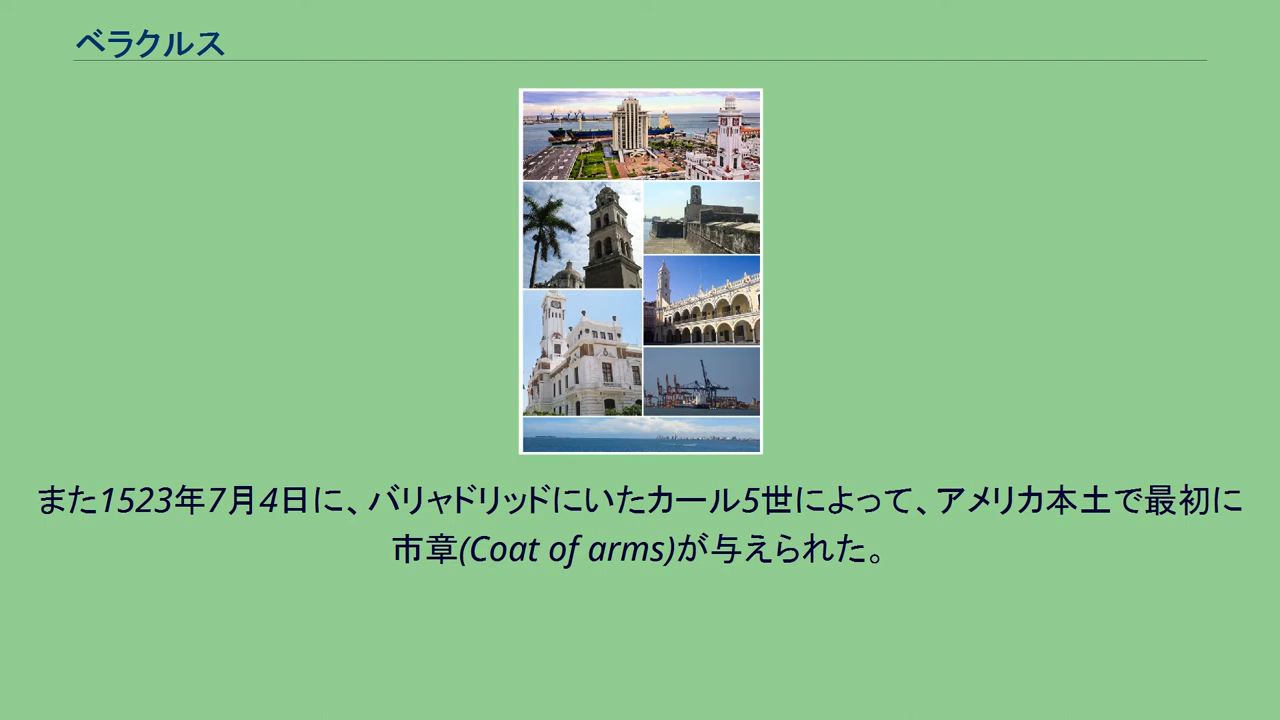 ベラクルス
また1523年7月4日に、バリャドリッドにいたカール5世によって、アメリカ本土で最初に
市章(Coat of arms)が与えられた。